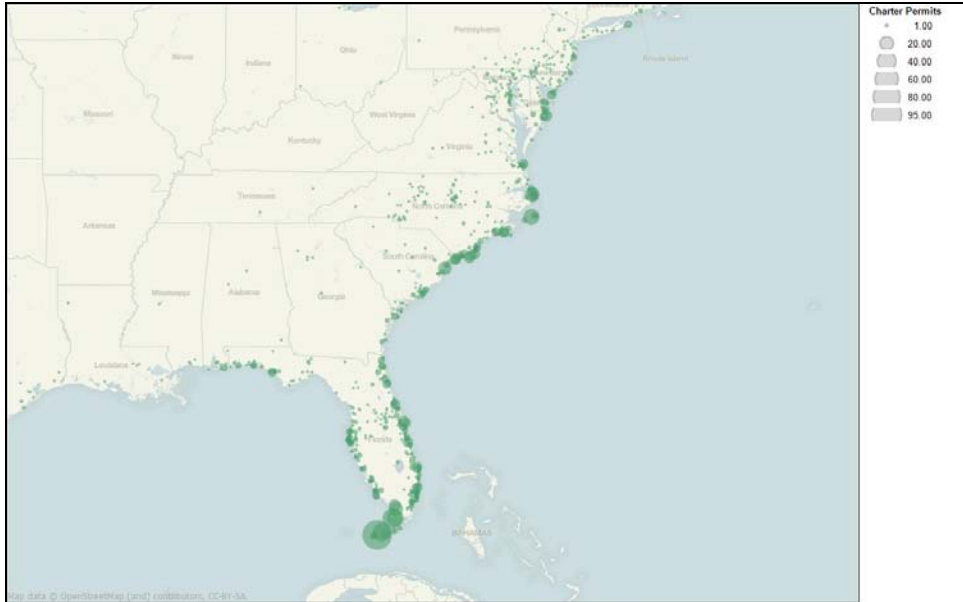 Charter Permits
1.00
20.00
40.00
60.00
80.00
95.00
Pennsylvania
Ohio
Illinois
Indiana
Rhode Island
Missouri
West Virginia
Kentucky
Virginia
Tennessee
North Carolina
Arkansas
South Carolina
Mississippi
Alabama
Georgia
Louisiana
Florida
BAHAMAS
Map data © OpenStreetMap (and) contributors, CC-BY-SA